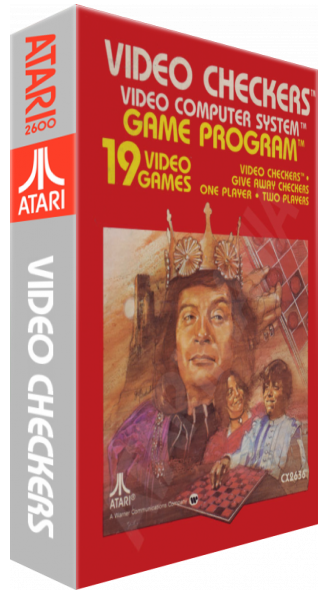 ATARI
2600
ATARI
VIDEO CHECKERS
VIDEO CHECKERS™
VIDEO COMPUTER SYSTEM™
GAME PROGRAM™
19 VIDEO GAMES
VIDEO CHECKERS™ •
GIVE AWAY CHECKERS
ONE PLAYER • TWO PLAYERS
ATARI®
A Warner Communications Company
CX2636